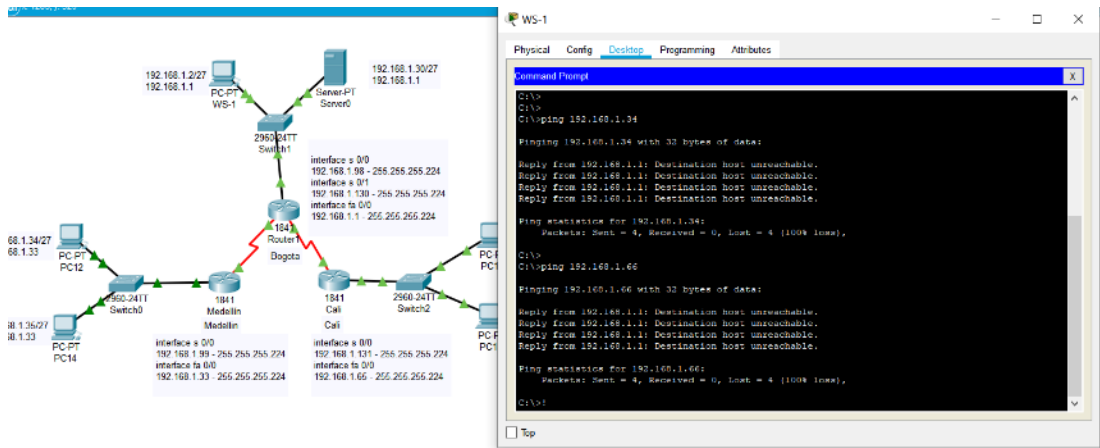 192.168.1.2/27
192.168.1.1
PC-PT
WS-1
192.168.1.30/27
192.168.1.1
Server-PT
Server0
2960-24TT
Switch1
interface s 0/0
192.168.1.98 - 255.255.255.224
interface s 0/1
192.168.1.130 - 255.255.255.224
interface fa 0/0
192.168.1.1 - 255.255.255.224
1841
Router1
Bogota
68.1.34/27
68.1.33
PC-PT
PC12
2960-24TT
Switch0
1841
Medellin
Medellin
1841
Cali
Cali
2960-24TT
Switch2
68.1.35/27
68.1.33
PC-PT
PC14
interface s 0/0
192.168.1.99 - 255.255.255.224
interface fa 0/0
192.168.1.33 - 255.255.255.224
interface s 0/0
192.168.1.131 - 255.255.255.224
interface fa 0/0
192.168.1.65 - 255.255.255.224
WS-1
Physical Config Desktop Programming Attributes
Command Prompt X
C:\>
C:\>
C:\>ping 192.168.1.34
Pinging 192.168.1.34 with 32 bytes of data:
Reply from 192.168.1.1: Destination host unreachable.
Reply from 192.168.1.1: Destination host unreachable.
Reply from 192.168.1.1: Destination host unreachable.
Reply from 192.168.1.1: Destination host unreachable.
Ping statistics for 192.168.1.34:
Packets: Sent = 4, Received = 0, Lost = 4 (100% loss),
C:\>
C:\>ping 192.168.1.66
Pinging 192.168.1.66 with 32 bytes of data:
Reply from 192.168.1.1: Destination host unreachable.
Reply from 192.168.1.1: Destination host unreachable.
Reply from 192.168.1.1: Destination host unreachable.
Reply from 192.168.1.1: Destination host unreachable.
Ping statistics for 192.168.1.66:
Packets: Sent = 4, Received = 0, Lost = 4 (100% loss),
C:\>!
Top